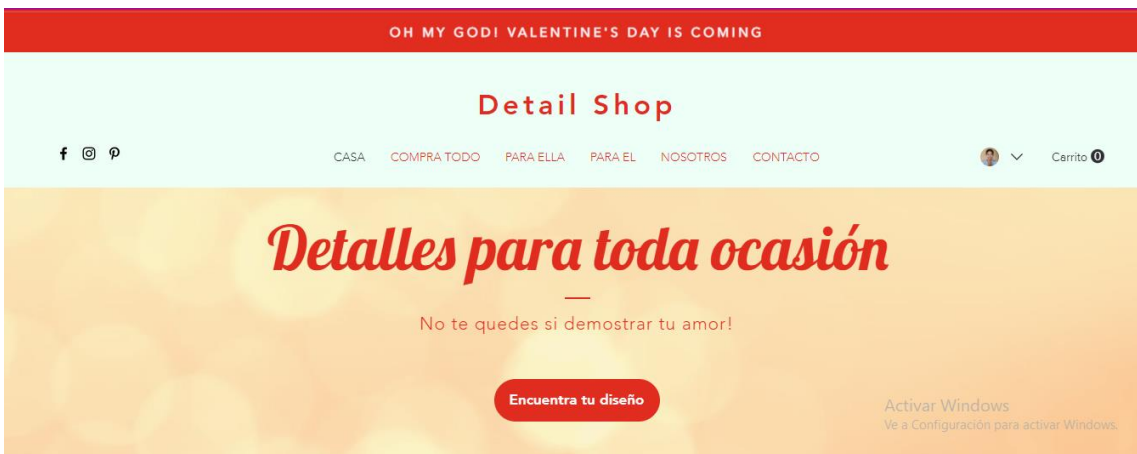 OH MY GOD! VALENTINE'S DAY IS COMING
Detail Shop
CASA COMPRA TODO PARA ELLA PARA EL NOSOTROS CONTACTO Carrito 0
Detalles para toda ocasión
No te quedes si demostrar tu amor!
Encuentra tu diseño
Activar Windows
Ve a Configuración para activar Windows.